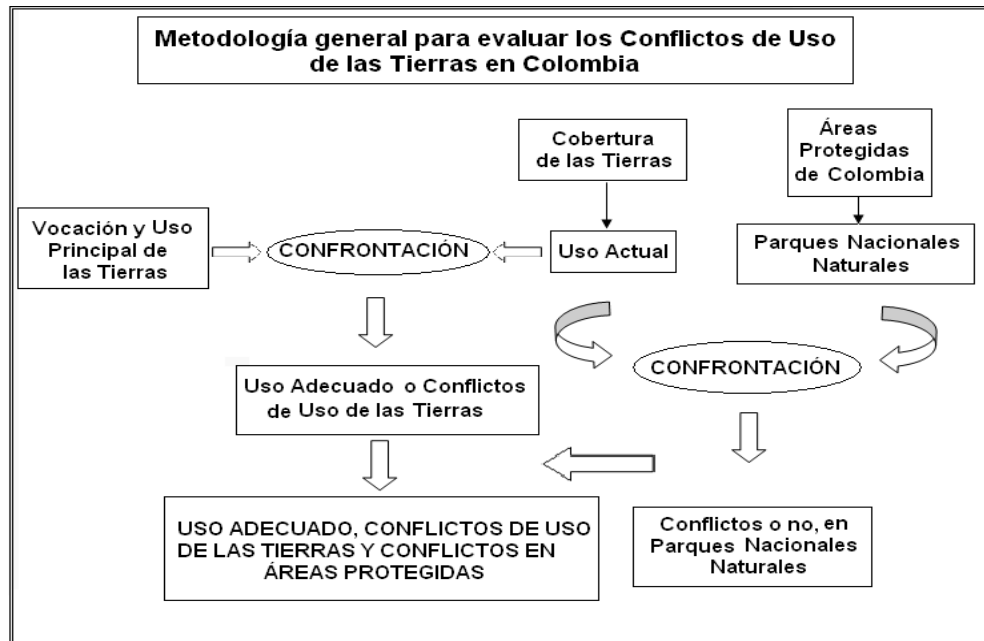 Metodología general para evaluar los Conflictos de Uso
de las Tierras en Colombia
Cobertura
de las Tierras
Áreas
Protegidas
de Colombia
Vocación y Uso
Principal de
las Tierras
CONFRONTACIÓN
Uso Actual
Parques Nacionales
Naturales
CONFRONTACIÓN
Uso Adecuado o Conflictos
de Uso de las Tierras
USO ADECUADO, CONFLICTOS DE USO
DE LAS TIERRAS Y CONFLICTOS EN
ÁREAS PROTEGIDAS
Conflictos o no, en
Parques Nacionales
Naturales